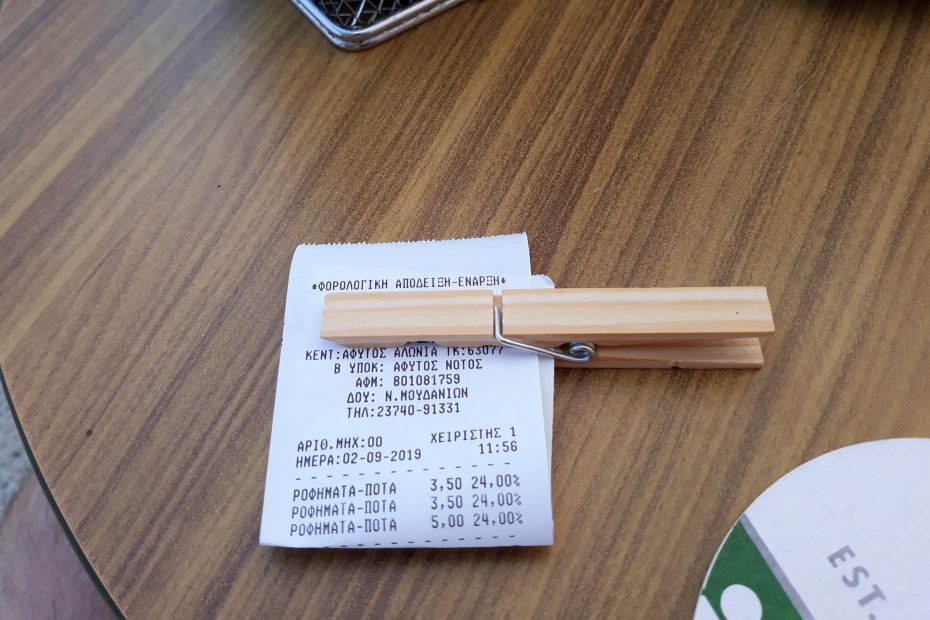 *ΦΟΡΟΛΟΓΙΚΗ ΑΠΟΔΕΙΞΗ-ΕΝΑΡΞΗ*
ΚΕΝΤ:ΑΦΥΤΟΣ ΑΛΩΝΙΑ ΤΚ:63077
Β ΥΠΟΚ: ΑΦΥΤΟΣ ΝΟΤΟΣ
ΑΦΜ: 801081759
ΔΟΥ: Ν.ΜΟΥΔΑΝΙΩΝ
ΤΗΛ:23740-91331
ΑΡΙΘ.ΜΗΧ:00 ΧΕΙΡΙΣΤΗΣ 1
ΗΜΕΡΑ:02-09-2019 11:56
ΡΟΦΗΜΑΤΑ-ΠΟΤΑ 3,50 24,00%
ΡΟΦΗΜΑΤΑ-ΠΟΤΑ 3,50 24,00%
ΡΟΦΗΜΑΤΑ-ΠΟΤΑ 5,00 24,00%
EST.